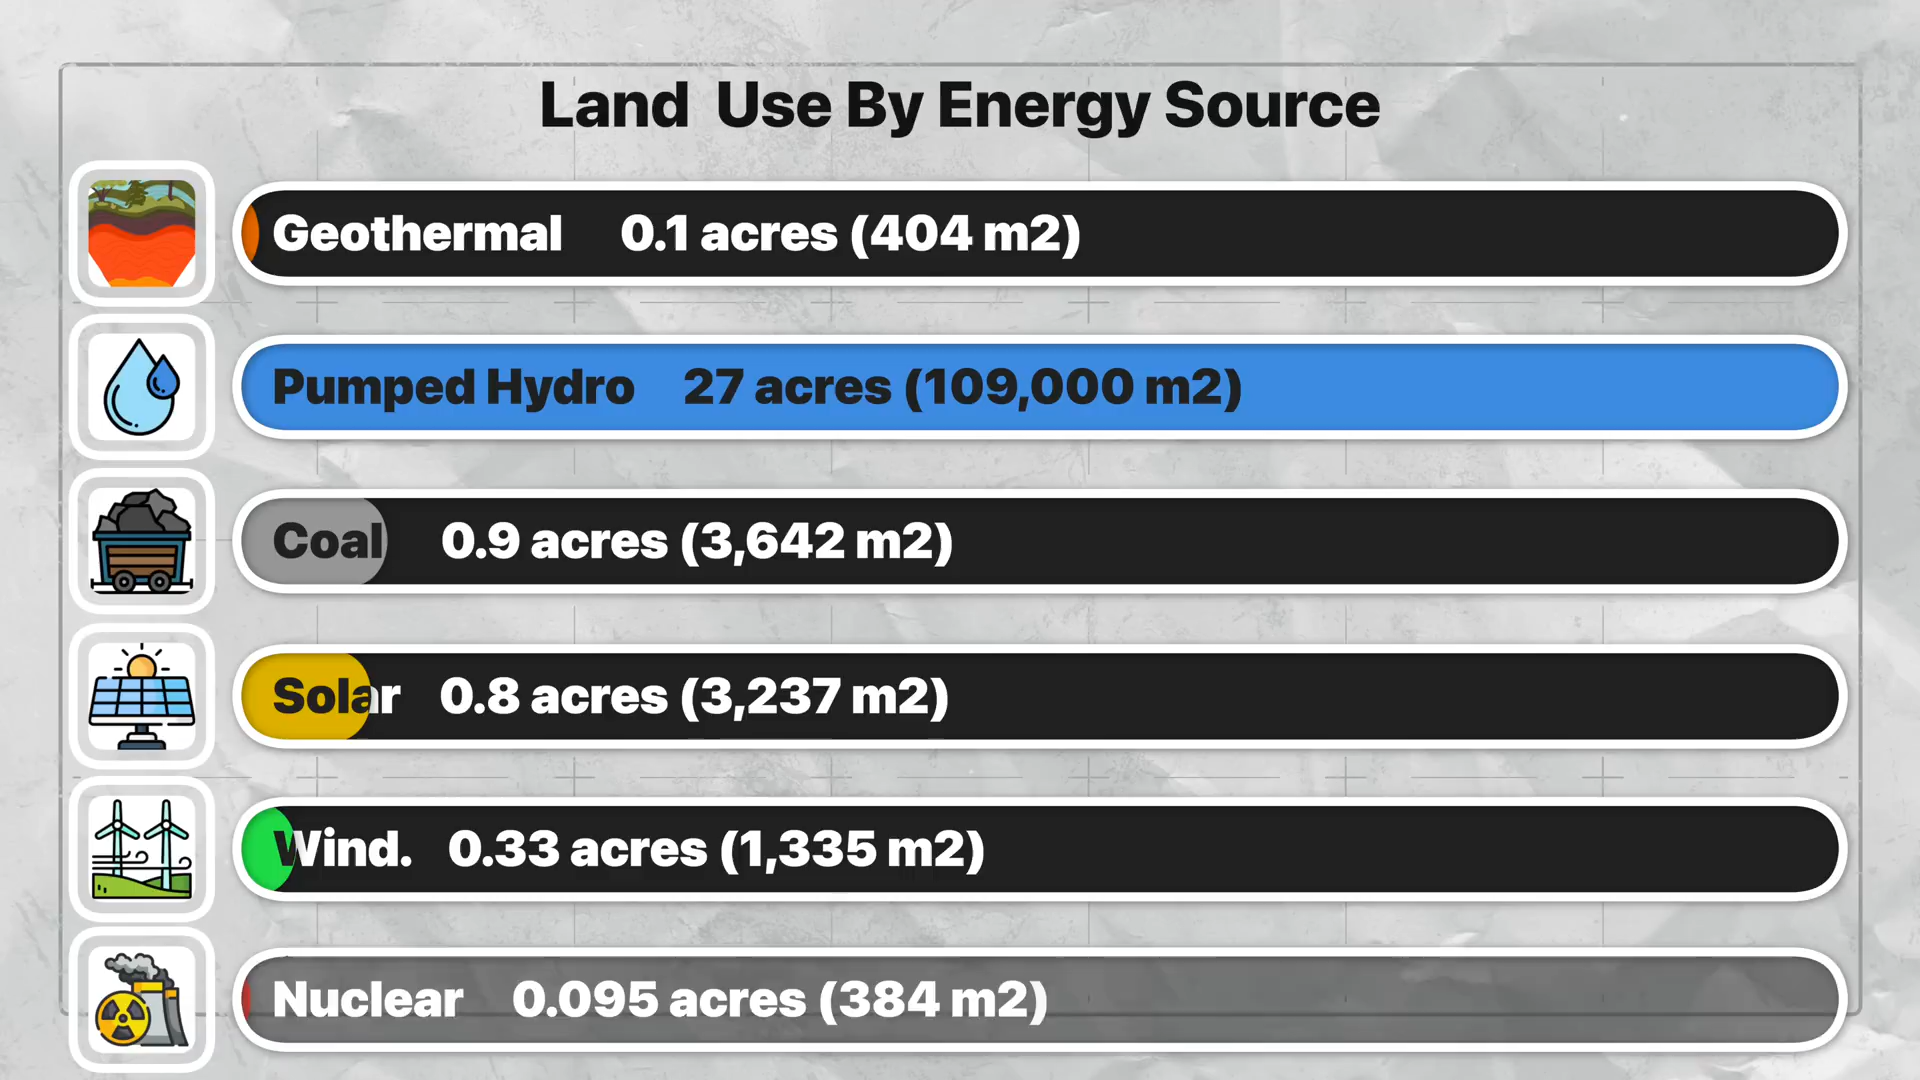 Land Use By Energy Source
Geothermal 0.1 acres (404 m2)
Pumped Hydro 27 acres (109,000 m2)
Coal 0.9 acres (3,642 m2)
Solar 0.8 acres (3,237 m2)
Wind. 0.33 acres (1,335 m2)
Nuclear 0.095 acres (384 m2)